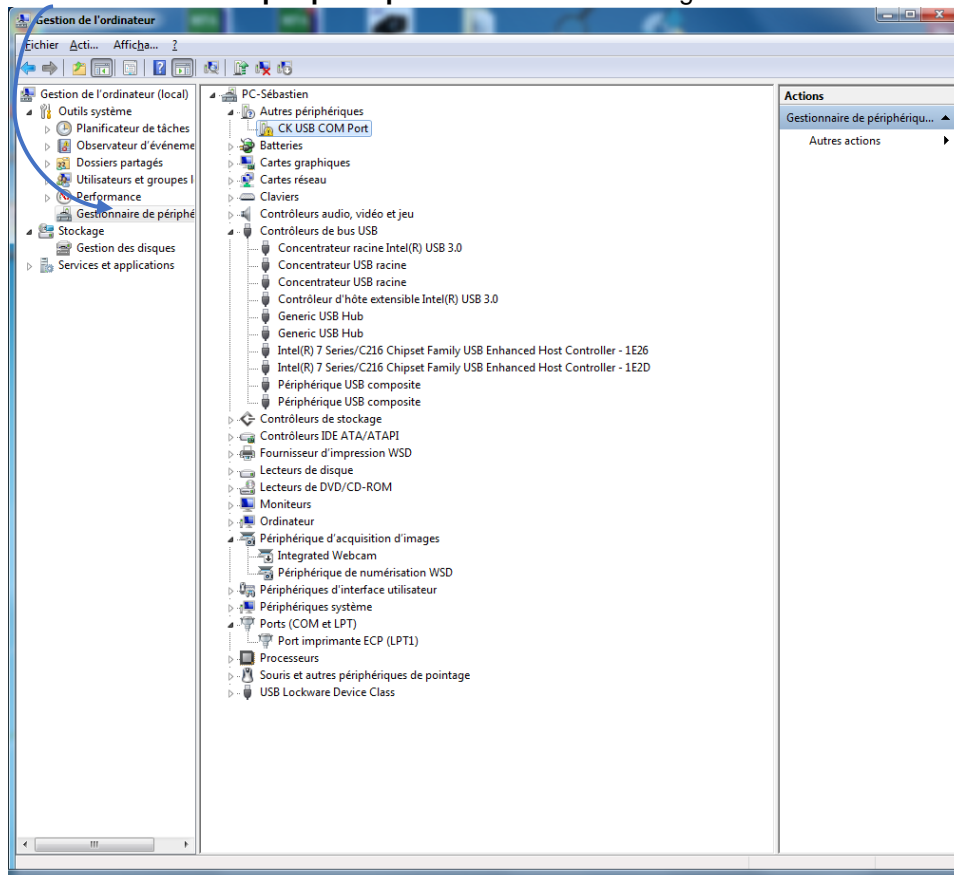 Gestion de l'ordinateur
Fichier Acti... Affichа... ?
Gestion de l'ordinateur (local)
Outils système
Planificateur de tâches
Observateur d'événeme
Dossiers partagés
Utilisateurs et groupes l
Performance
Gestionnaire de périphé
Stockage
Gestion des disques
Services et applications
PC-Sébastien
Autres périphériques
CK USB COM Port
Batteries
Cartes graphiques
Cartes réseau
Claviers
Contrôleurs audio, vidéo et jeu
Contrôleurs de bus USB
Concentrateur racine Intel(R) USB 3.0
Concentrateur USB racine
Concentrateur USB racine
Contrôleur d'hôte extensible Intel(R) USB 3.0
Generic USB Hub
Generic USB Hub
Intel(R) 7 Series/C216 Chipset Family USB Enhanced Host Controller - 1E26
Intel(R) 7 Series/C216 Chipset Family USB Enhanced Host Controller - 1E2D
Périphérique USB composite
Périphérique USB composite
Contrôleurs de stockage
Contrôleurs IDE ATA/ATAPI
Fournisseur d'impression WSD
Lecteurs de disque
Lecteurs de DVD/CD-ROM
Moniteurs
Ordinateur
Périphérique d'acquisition d'images
Integrated Webcam
Périphérique de numérisation WSD
Périphériques d'interface utilisateur
Périphériques système
Ports (COM et LPT)
Port imprimante ECP (LPT1)
Processeurs
Souris et autres périphériques de pointage
USB Lockware Device Class
Actions
Gestionnaire de périphériqu...
Autres actions